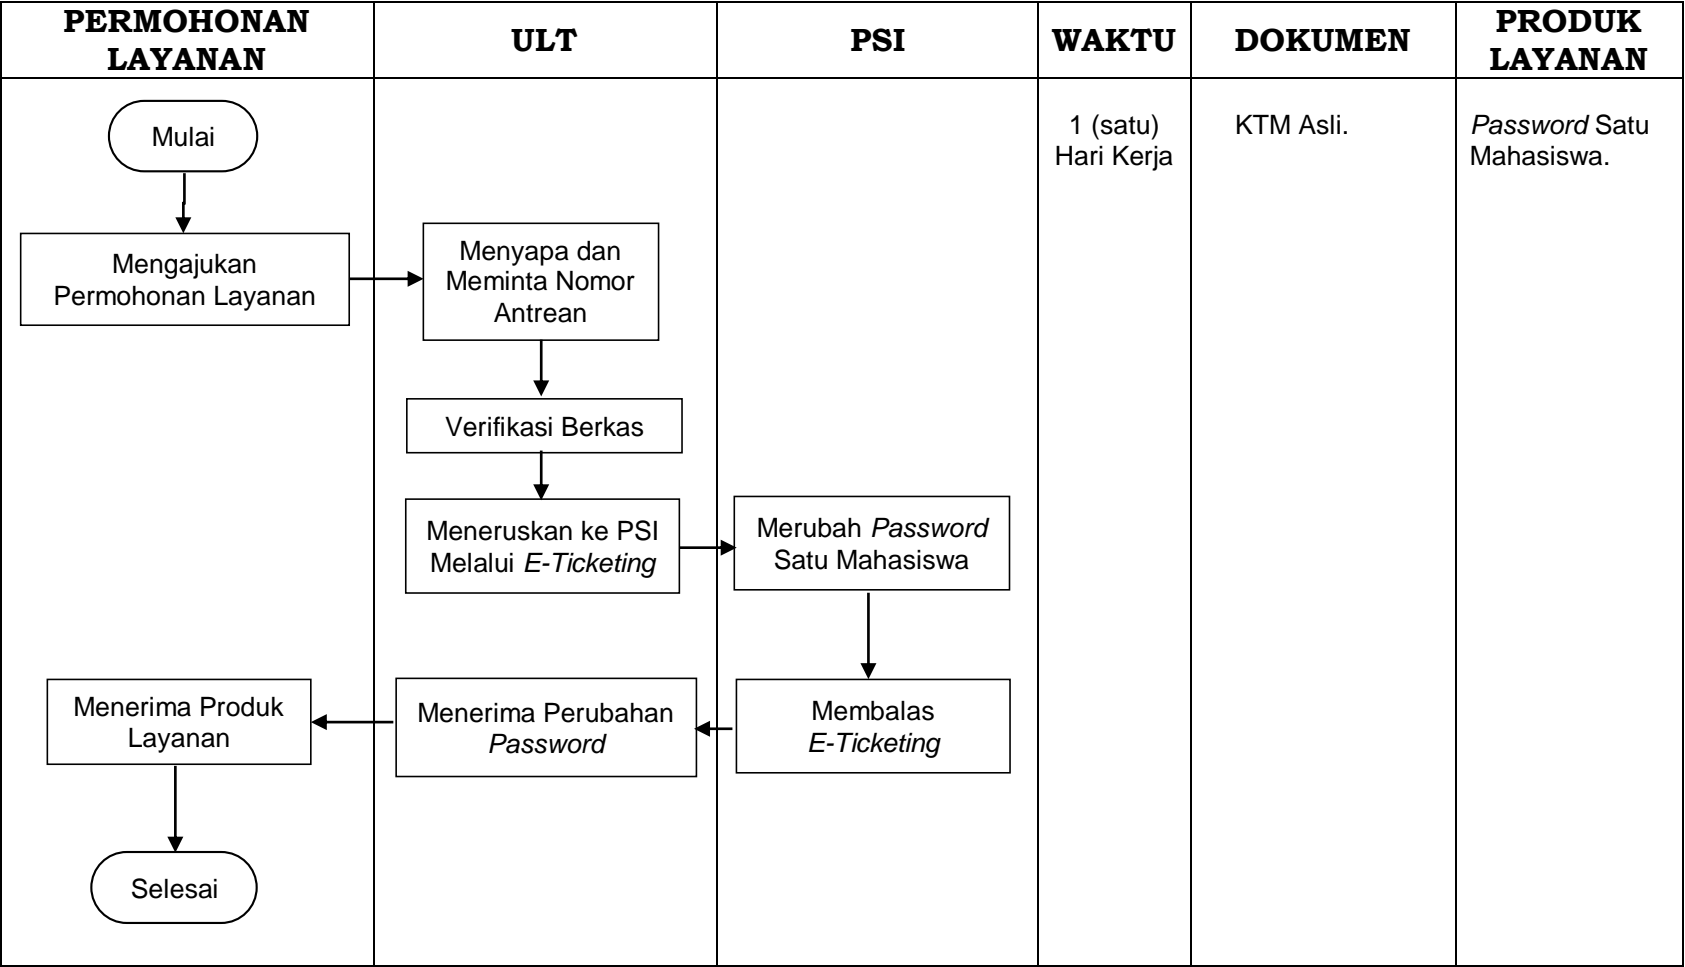 PERMOHONAN
LAYANAN
ULT
PSI
WAKTU
DOKUMEN
PRODUK
LAYANAN
Mulai
1 (satu)
Hari Kerja
KTM Asli.
Password Satu
Mahasiswa.
Mengajukan
Permohonan Layanan
Menyapa dan
Meminta Nomor
Antrean
Verifikasi Berkas
Meneruskan ke PSI
Melalui E-Ticketing
Merubah Password
Satu Mahasiswa
Membalas
E-Ticketing
Menerima Perubahan
Password
Menerima Produk
Layanan
Selesai